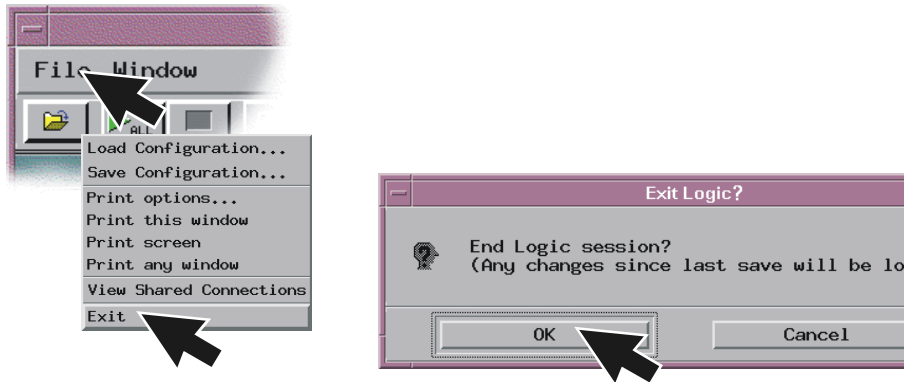 File Window
ALL
Load Configuration...
Save Configuration...
Print options...
Print this window
Print screen
Print any window
View Shared Connections
Exit
Exit Logic?
End Logic session?
(Any changes since last save will be lo
OK Cancel